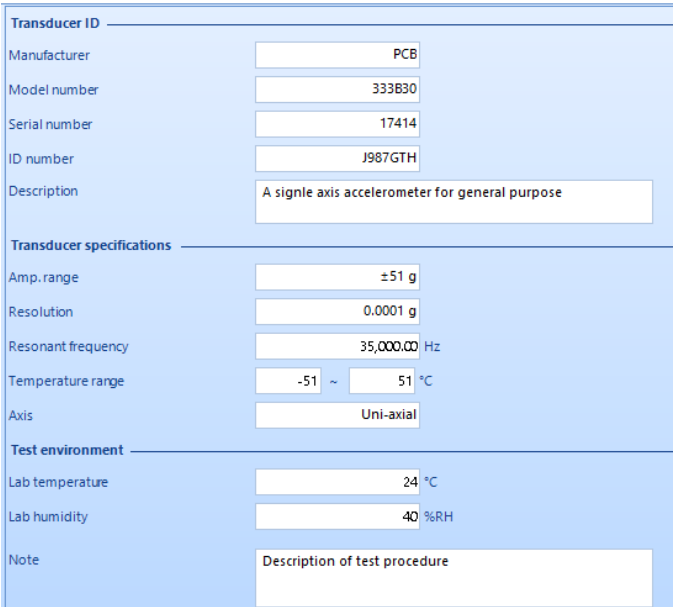 Transducer ID
Manufacturer PCB
Model number 333B30
Serial number 17414
ID number J987GTH
Description A signle axis accelerometer for general purpose
Transducer specifications
Amp. range ±51 g
Resolution 0.0001 g
Resonant frequency 35,000.00 Hz
Temperature range -51 ~ 51 °C
Axis Uni-axial
Test environment
Lab temperature 24 °C
Lab humidity 40 %RH
Note Description of test procedure